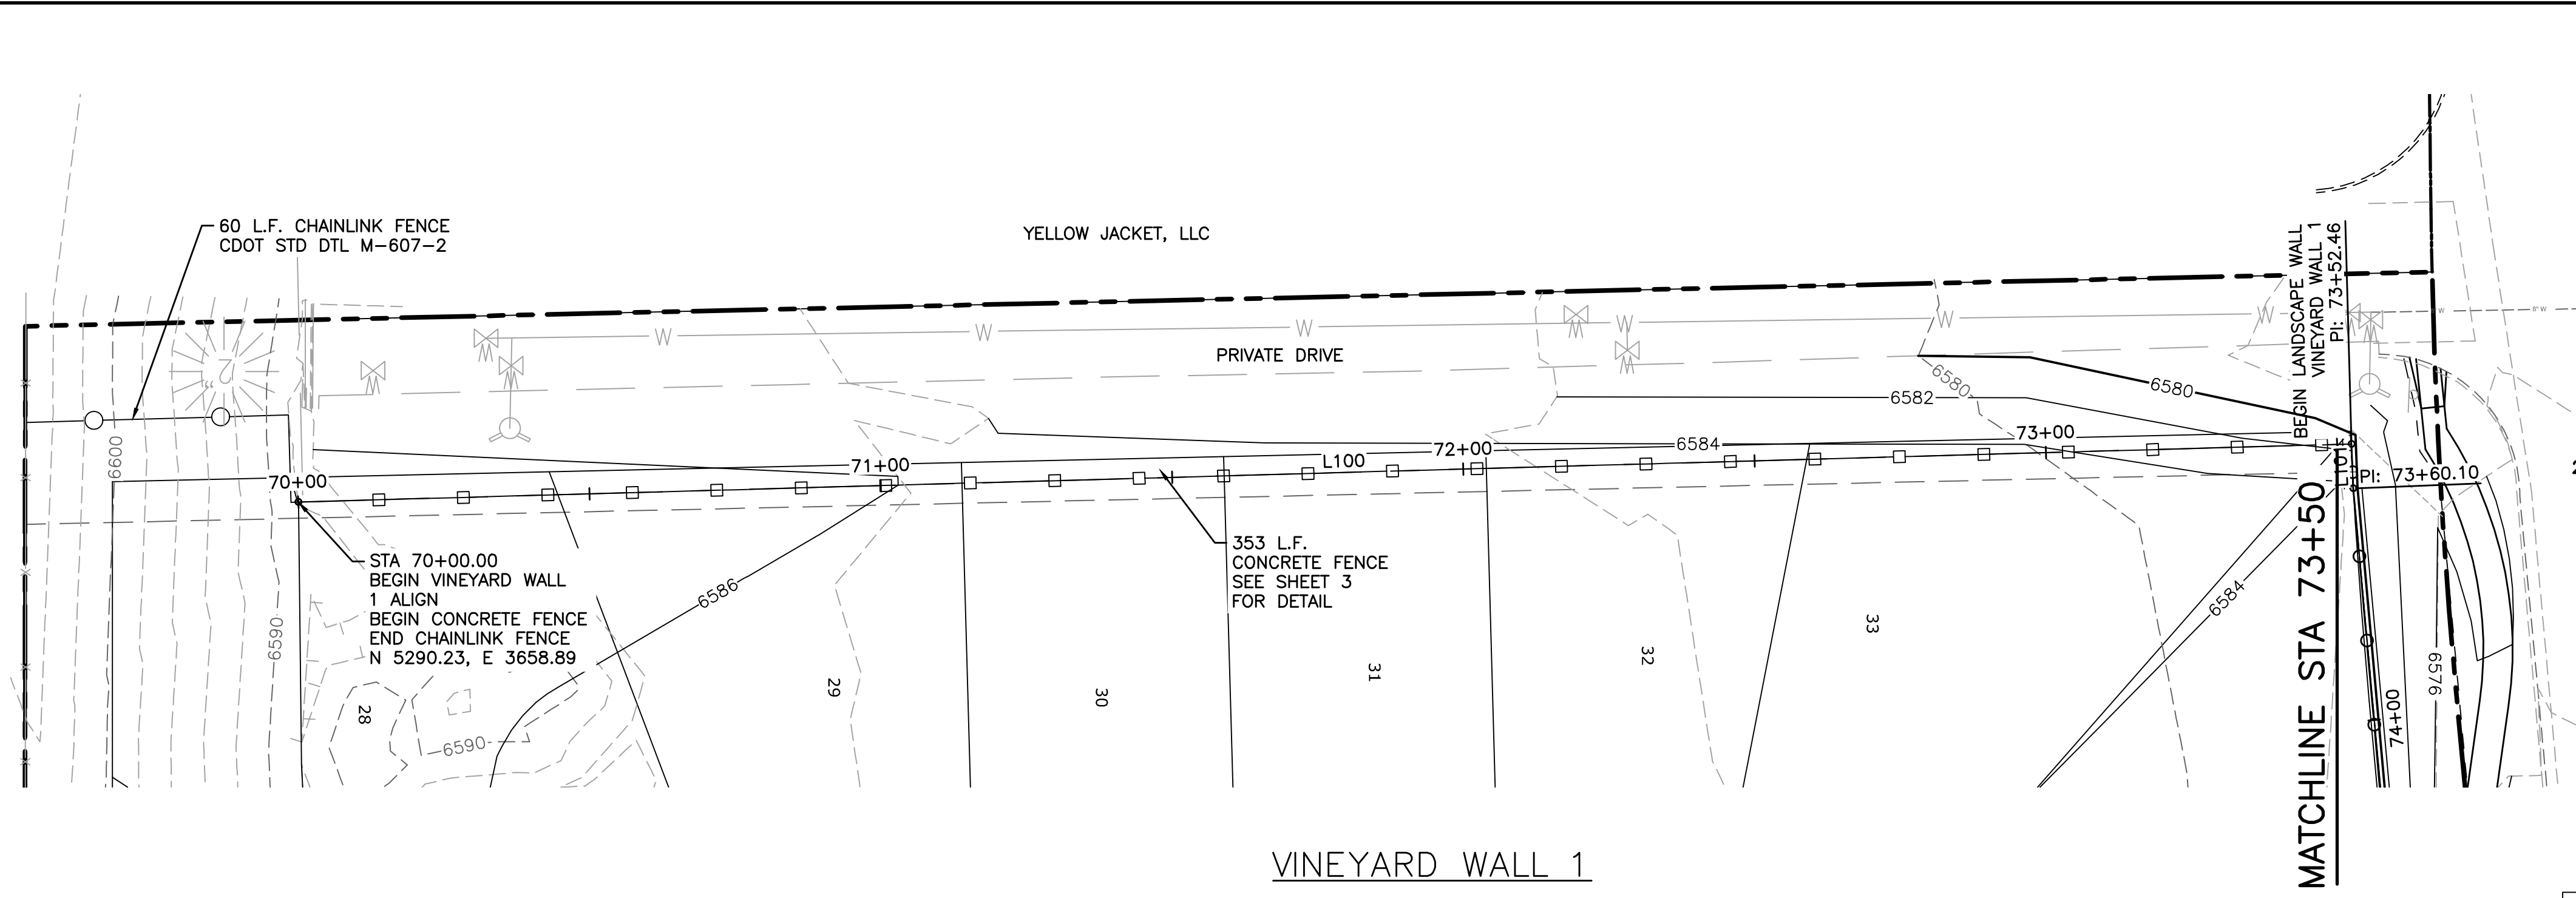 60 L.F. CHAINLINK FENCE
CDOT STD DTL M-607-2
YELLOW JACKET, LLC
PRIVATE DRIVE
W
W
W
W
W
W
W
8"W
BEGIN LANDSCAPE WALL
VINEYARD WALL 1
PI: 73+52.46
6600
6590
70+00
71+00
L100
72+00
73+00
6580
6580
6582
6584
PI: 73+60.10
L101
STA 70+00.00
BEGIN VINEYARD WALL
1 ALIGN
BEGIN CONCRETE FENCE
END CHAINLINK FENCE
N 5290.23, E 3658.89
6586
353 L.F.
CONCRETE FENCE
SEE SHEET 3
FOR DETAIL
6584
6576
74+00
28
29
30
31
32
33
6590
MATCHLINE STA 73+50
VINEYARD WALL 1